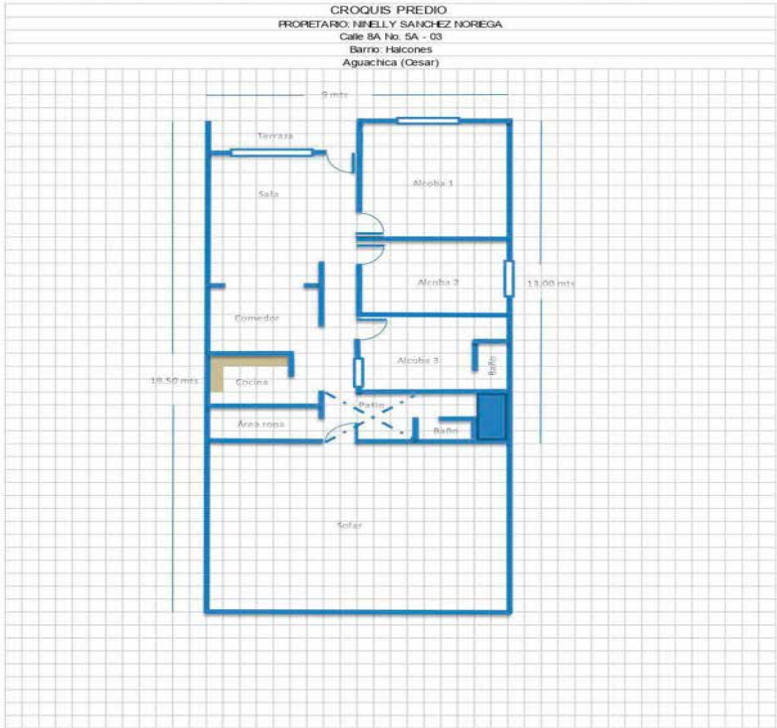 CROQUIS PREDIO
PROPIETARIO: NINELLY SANCHEZ NORIEGA
Calle 8A No. 5A - 03
Barrio: Halcones
Aguachica (Cesar)
9 mts
Terraza
Alcoba 1
Sala
Alcoba 2
13,00 mts
Comedor
Alcoba 3
Baño
18,50 mts
Cocina
Patio
Área ropa
Baño
Solar